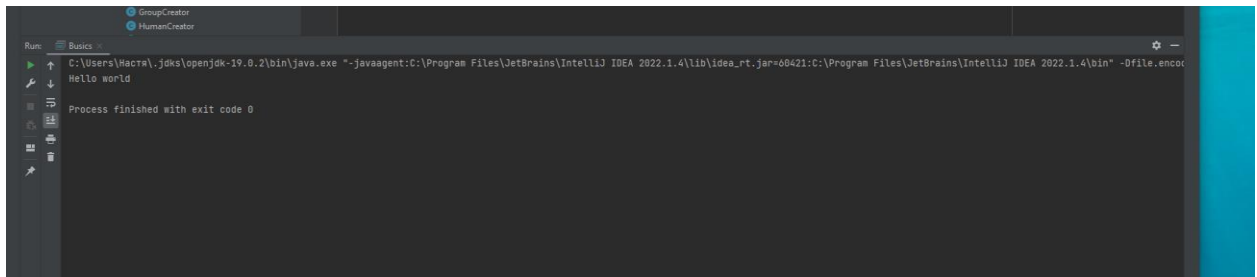 GroupCreator
HumanCreator
Run: Busics ×
C:\Users\Настя\.jdks\openjdk-19.0.2\bin\java.exe "-javaagent:C:\Program Files\JetBrains\IntelliJ IDEA 2022.1.4\lib\idea_rt.jar=60421:C:\Program Files\JetBrains\IntelliJ IDEA 2022.1.4\bin" -Dfile.encod
Hello world
Process finished with exit code 0